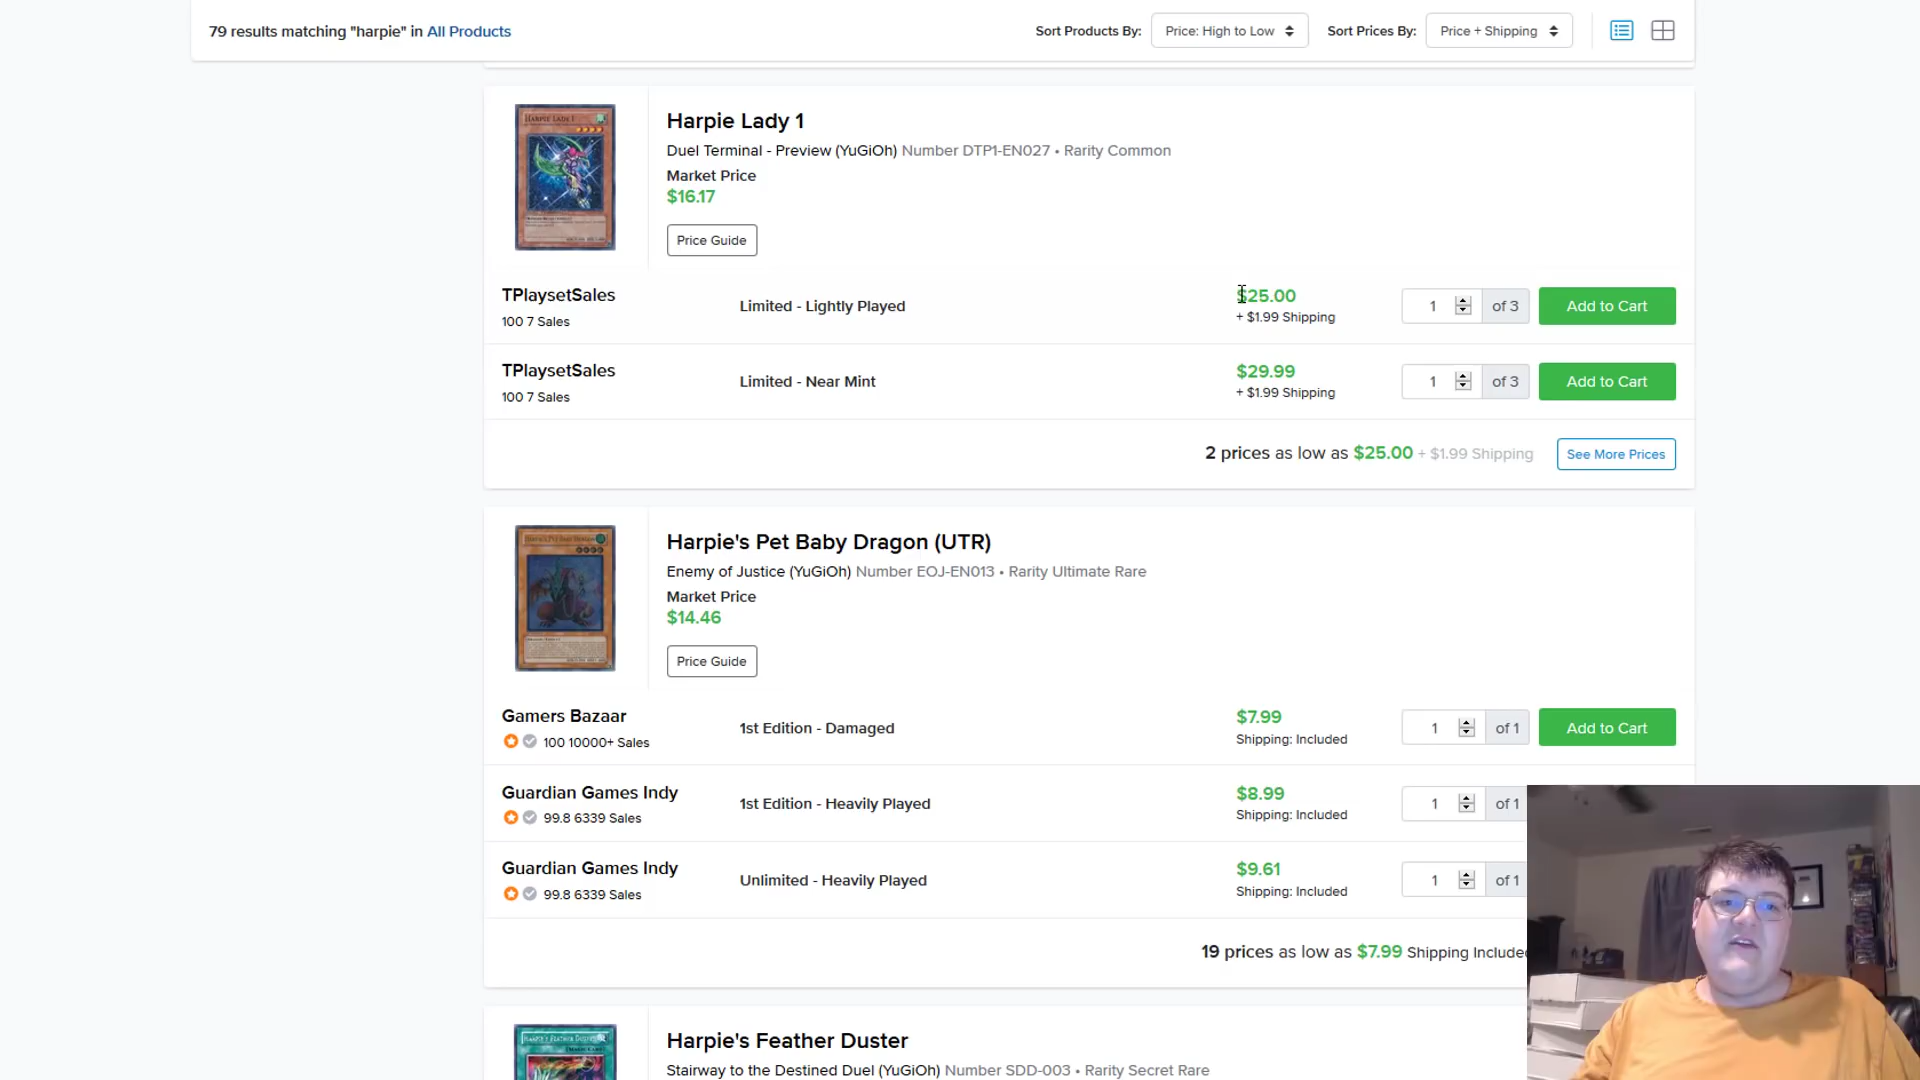 79 results matching "harpie" in All Products
Sort Products By: Price: High to Low Sort Prices By: Price + Shipping
HARPIE LADY 1
Harpie Lady 1
Duel Terminal - Preview (YuGiOh) Number DTP1-EN027 • Rarity Common
Market Price
$16.17
Price Guide
TPlaysetSales
100 7 Sales
Limited - Lightly Played
$25.00
+ $1.99 Shipping
1 of 3 Add to Cart
TPlaysetSales
100 7 Sales
Limited - Near Mint
$29.99
+ $1.99 Shipping
1 of 3 Add to Cart
2 prices as low as $25.00 + $1.99 Shipping See More Prices
Harpie's Pet Baby Dragon (UTR)
Enemy of Justice (YuGiOh) Number EOJ-EN013 • Rarity Ultimate Rare
Market Price
$14.46
Price Guide
Gamers Bazaar
100 10000+ Sales
1st Edition - Damaged
$7.99
Shipping: Included
1 of 1 Add to Cart
Guardian Games Indy
99.8 6339 Sales
1st Edition - Heavily Played
$8.99
Shipping: Included
1 of 1
Guardian Games Indy
99.8 6339 Sales
Unlimited - Heavily Played
$9.61
Shipping: Included
1 of 1
19 prices as low as $7.99 Shipping Include
HARPIE'S FEATHER DUSTER
Harpie's Feather Duster
Stairway to the Destined Duel (YuGiOh) Number SDD-003 • Rarity Secret Rare